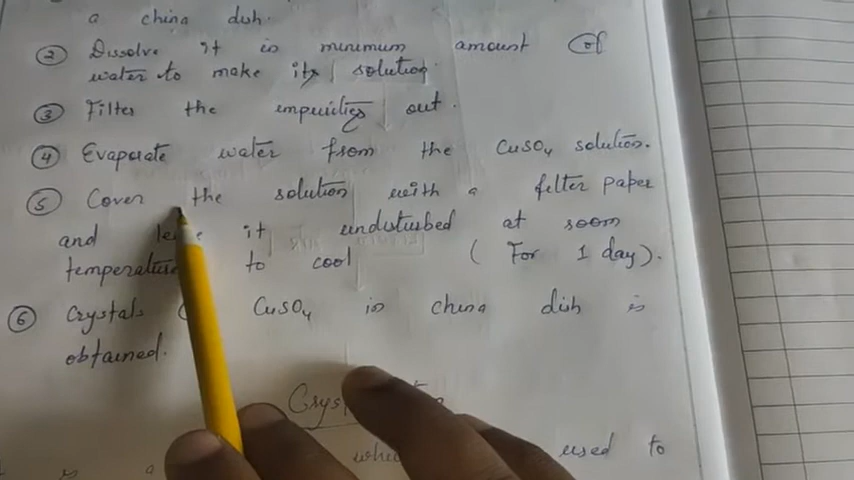 a china dish.
② Dissolve it in minimum amount of
water to make its solution.
③ Filter the impurities out.
④ Evaporate water from the CuSO4 solution.
⑤ Cover the solution with a filter paper
and it undisturbed at room
temperature to cool (For 1 day).
⑥ Crystals CuSO4 in china dish is
obtained.
a used to